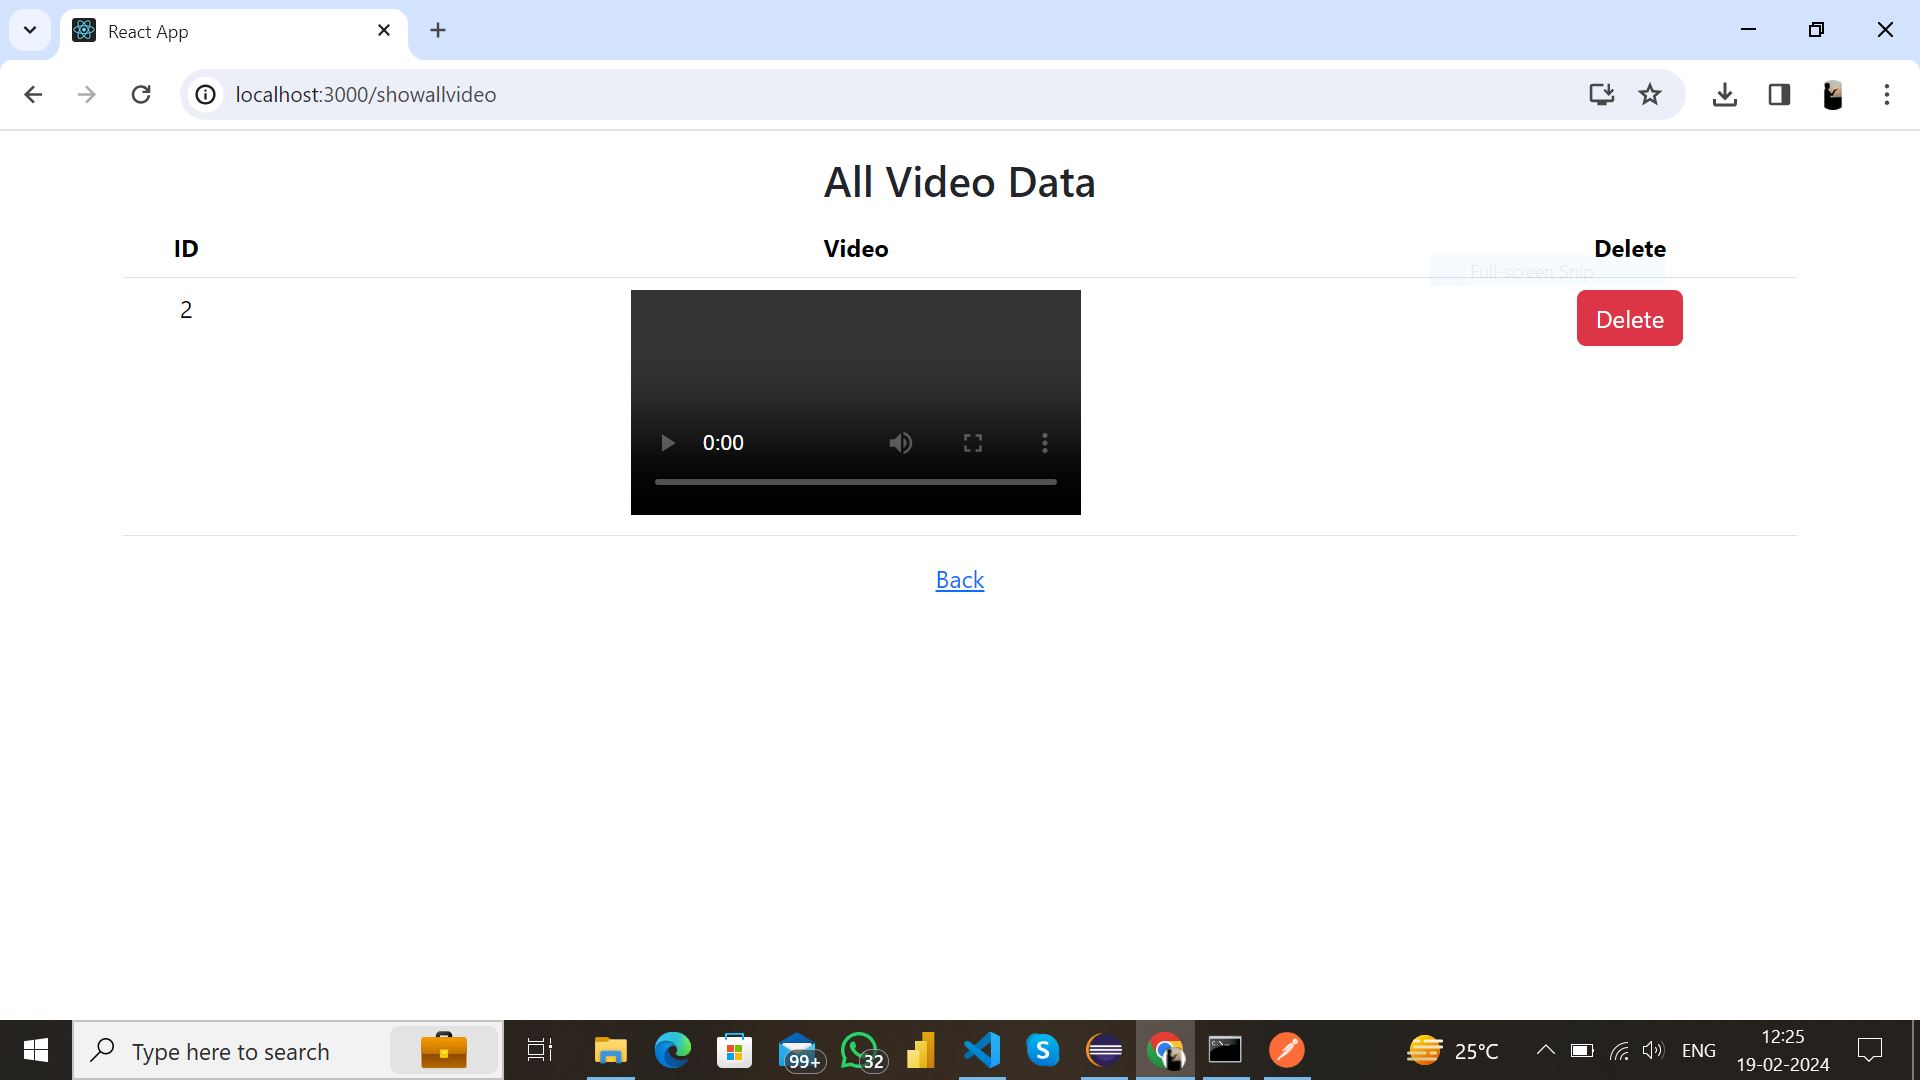 React App
localhost:3000/showallvideo
All Video Data
ID Video Delete
Full-screen Snip
2 Delete
0:00
Back
Type here to search
99+ 32
25°C ENG 12:25
19-02-2024